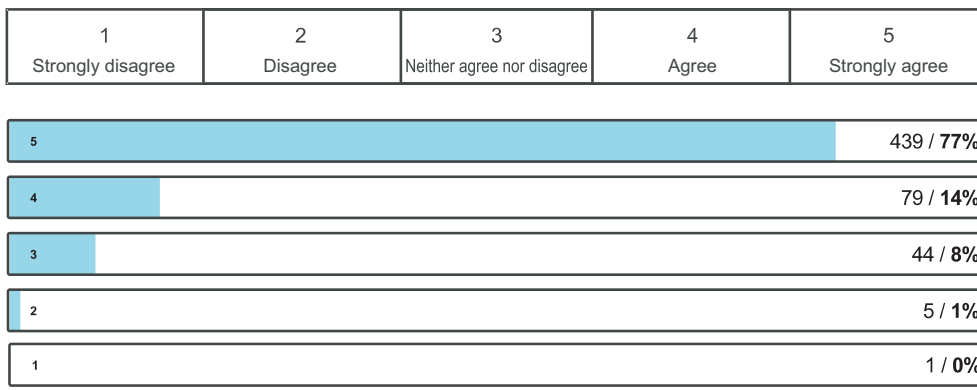 1 2 3 4 5
Strongly disagree Disagree Neither agree nor disagree Agree Strongly agree
5 439 / 77%
4 79 / 14%
3 44 / 8%
2 5 / 1%
1 1 / 0%